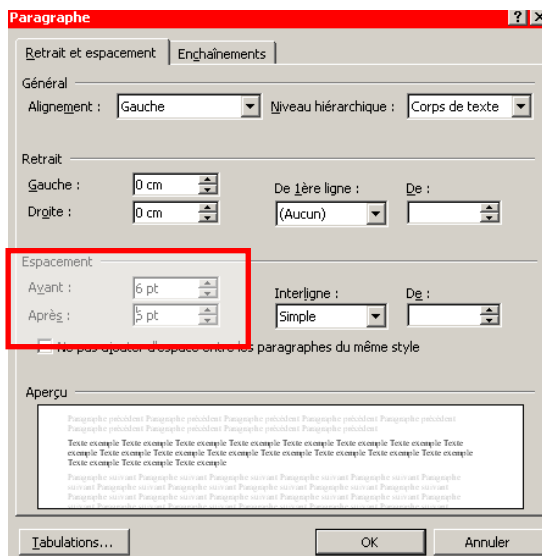 Paragraphe ? X
Retrait et espacement Enchaînements
Général
Alignement : Gauche Niveau hiérarchique : Corps de texte
Retrait
Gauche : 0 cm De 1ère ligne : De :
Droite : 0 cm (Aucun)
Espacement
Avant : 6 pt Interligne : De :
Après : 5 pt Simple
Ne pas ajouter d'espace entre les paragraphes du même style
Aperçu
Paragraphe précédent Paragraphe précédent Paragraphe précédent Paragraphe précédent Paragraphe précédent
Paragraphe précédent Paragraphe précédent Paragraphe précédent Paragraphe précédent
Texte exemple Texte exemple Texte exemple Texte exemple Texte exemple Texte exemple Texte exemple Texte
exemple Texte exemple Texte exemple Texte exemple Texte exemple Texte exemple Texte exemple Texte exemple
Texte exemple Texte exemple Texte exemple
Paragraphe suivant Paragraphe suivant Paragraphe suivant Paragraphe suivant Paragraphe suivant
Tabulations... OK Annuler